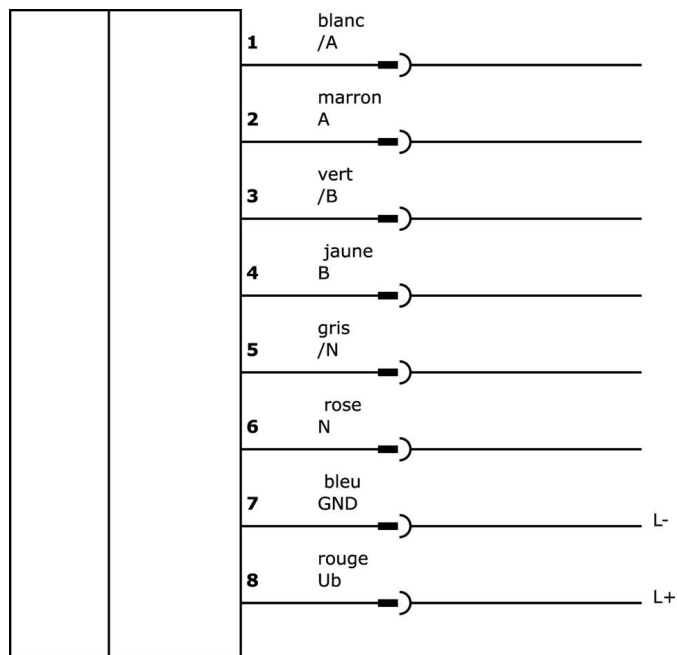 blanc
1 /A
marron
2 A
vert
3 /B
jaune
4 B
gris
5 /N
rose
6 N
bleu
7 GND
L-
rouge
8 Ub
L+